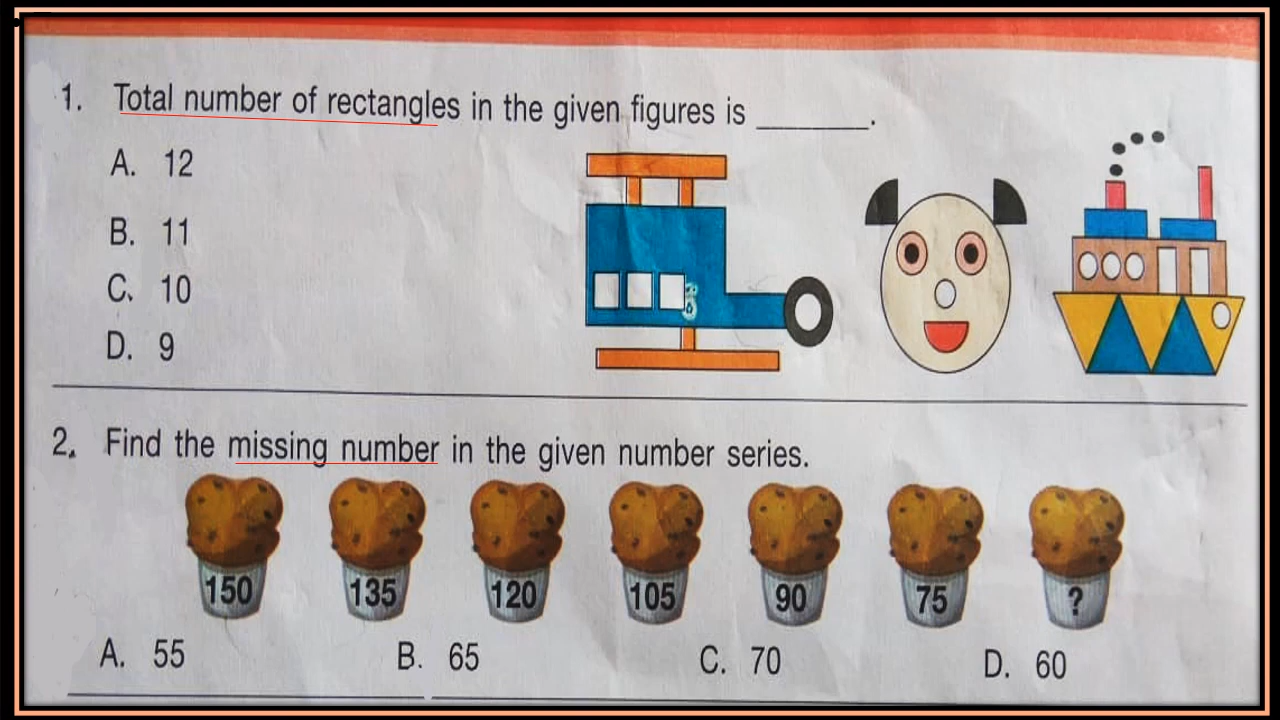 1. Total number of rectangles in the given figures is _______.
A. 12
B. 11
C. 10
D. 9
2. Find the missing number in the given number series.
150 135 120 105 90 75 ?
A. 55 B. 65 C. 70 D. 60